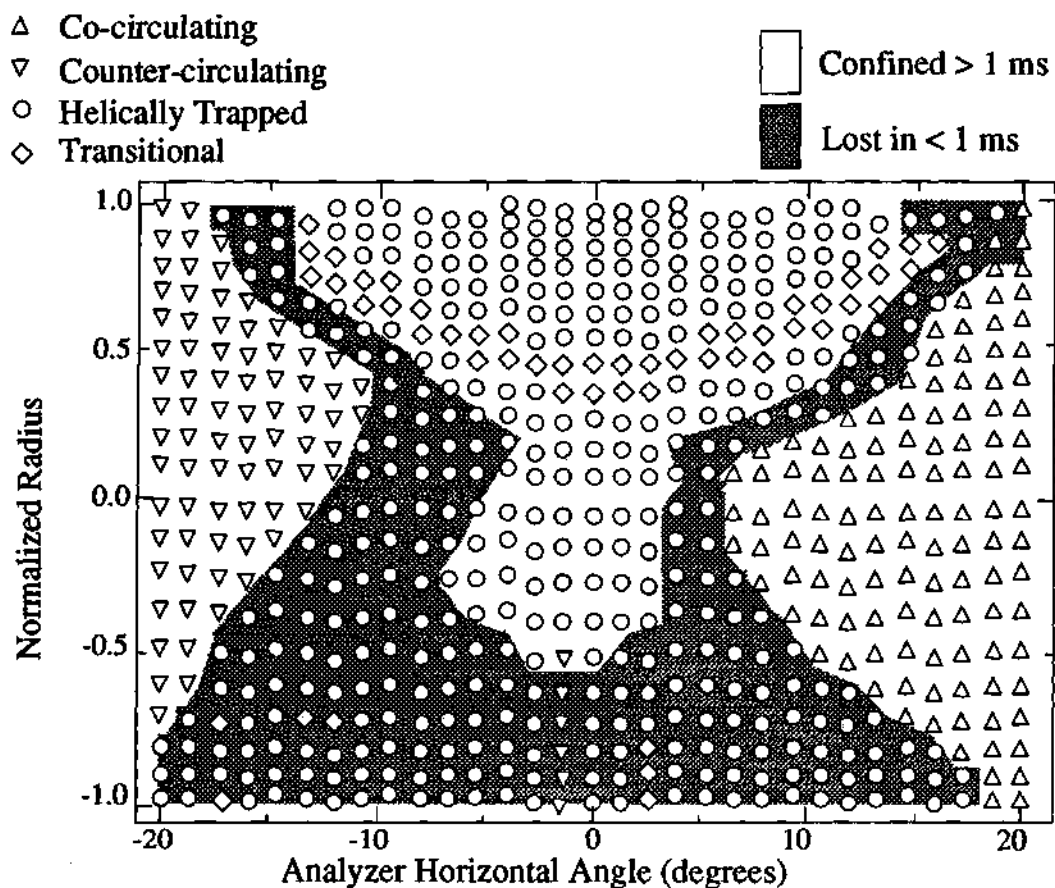 Co-circulating
Counter-circulating
Helically Trapped
Transitional
Confined > 1 ms
Lost in < 1 ms
1.0
0.5
0.0
-0.5
-1.0
Normalized Radius
-20
-10
0
10
20
Analyzer Horizontal Angle (degrees)